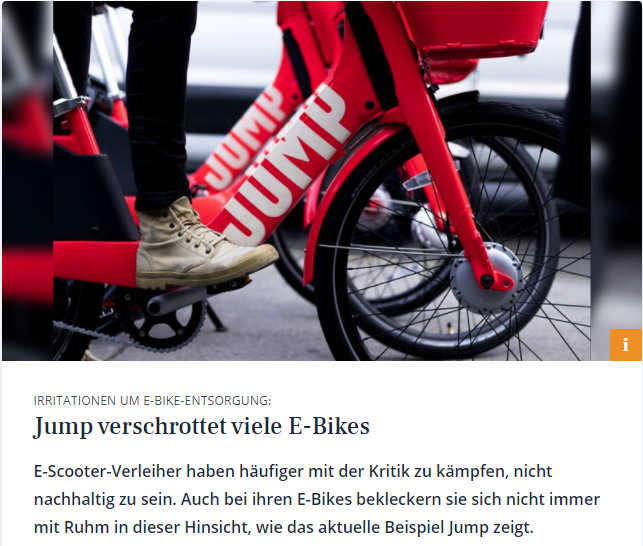 JUMP
JUMP
i
IRRITATIONEN UM E-BIKE-ENTSORGUNG:
Jump verschrottet viele E-Bikes
E-Scooter-Verleiher haben häufiger mit der Kritik zu kämpfen, nicht
nachhaltig zu sein. Auch bei ihren E-Bikes bekleckern sie sich nicht immer
mit Ruhm in dieser Hinsicht, wie das aktuelle Beispiel Jump zeigt.